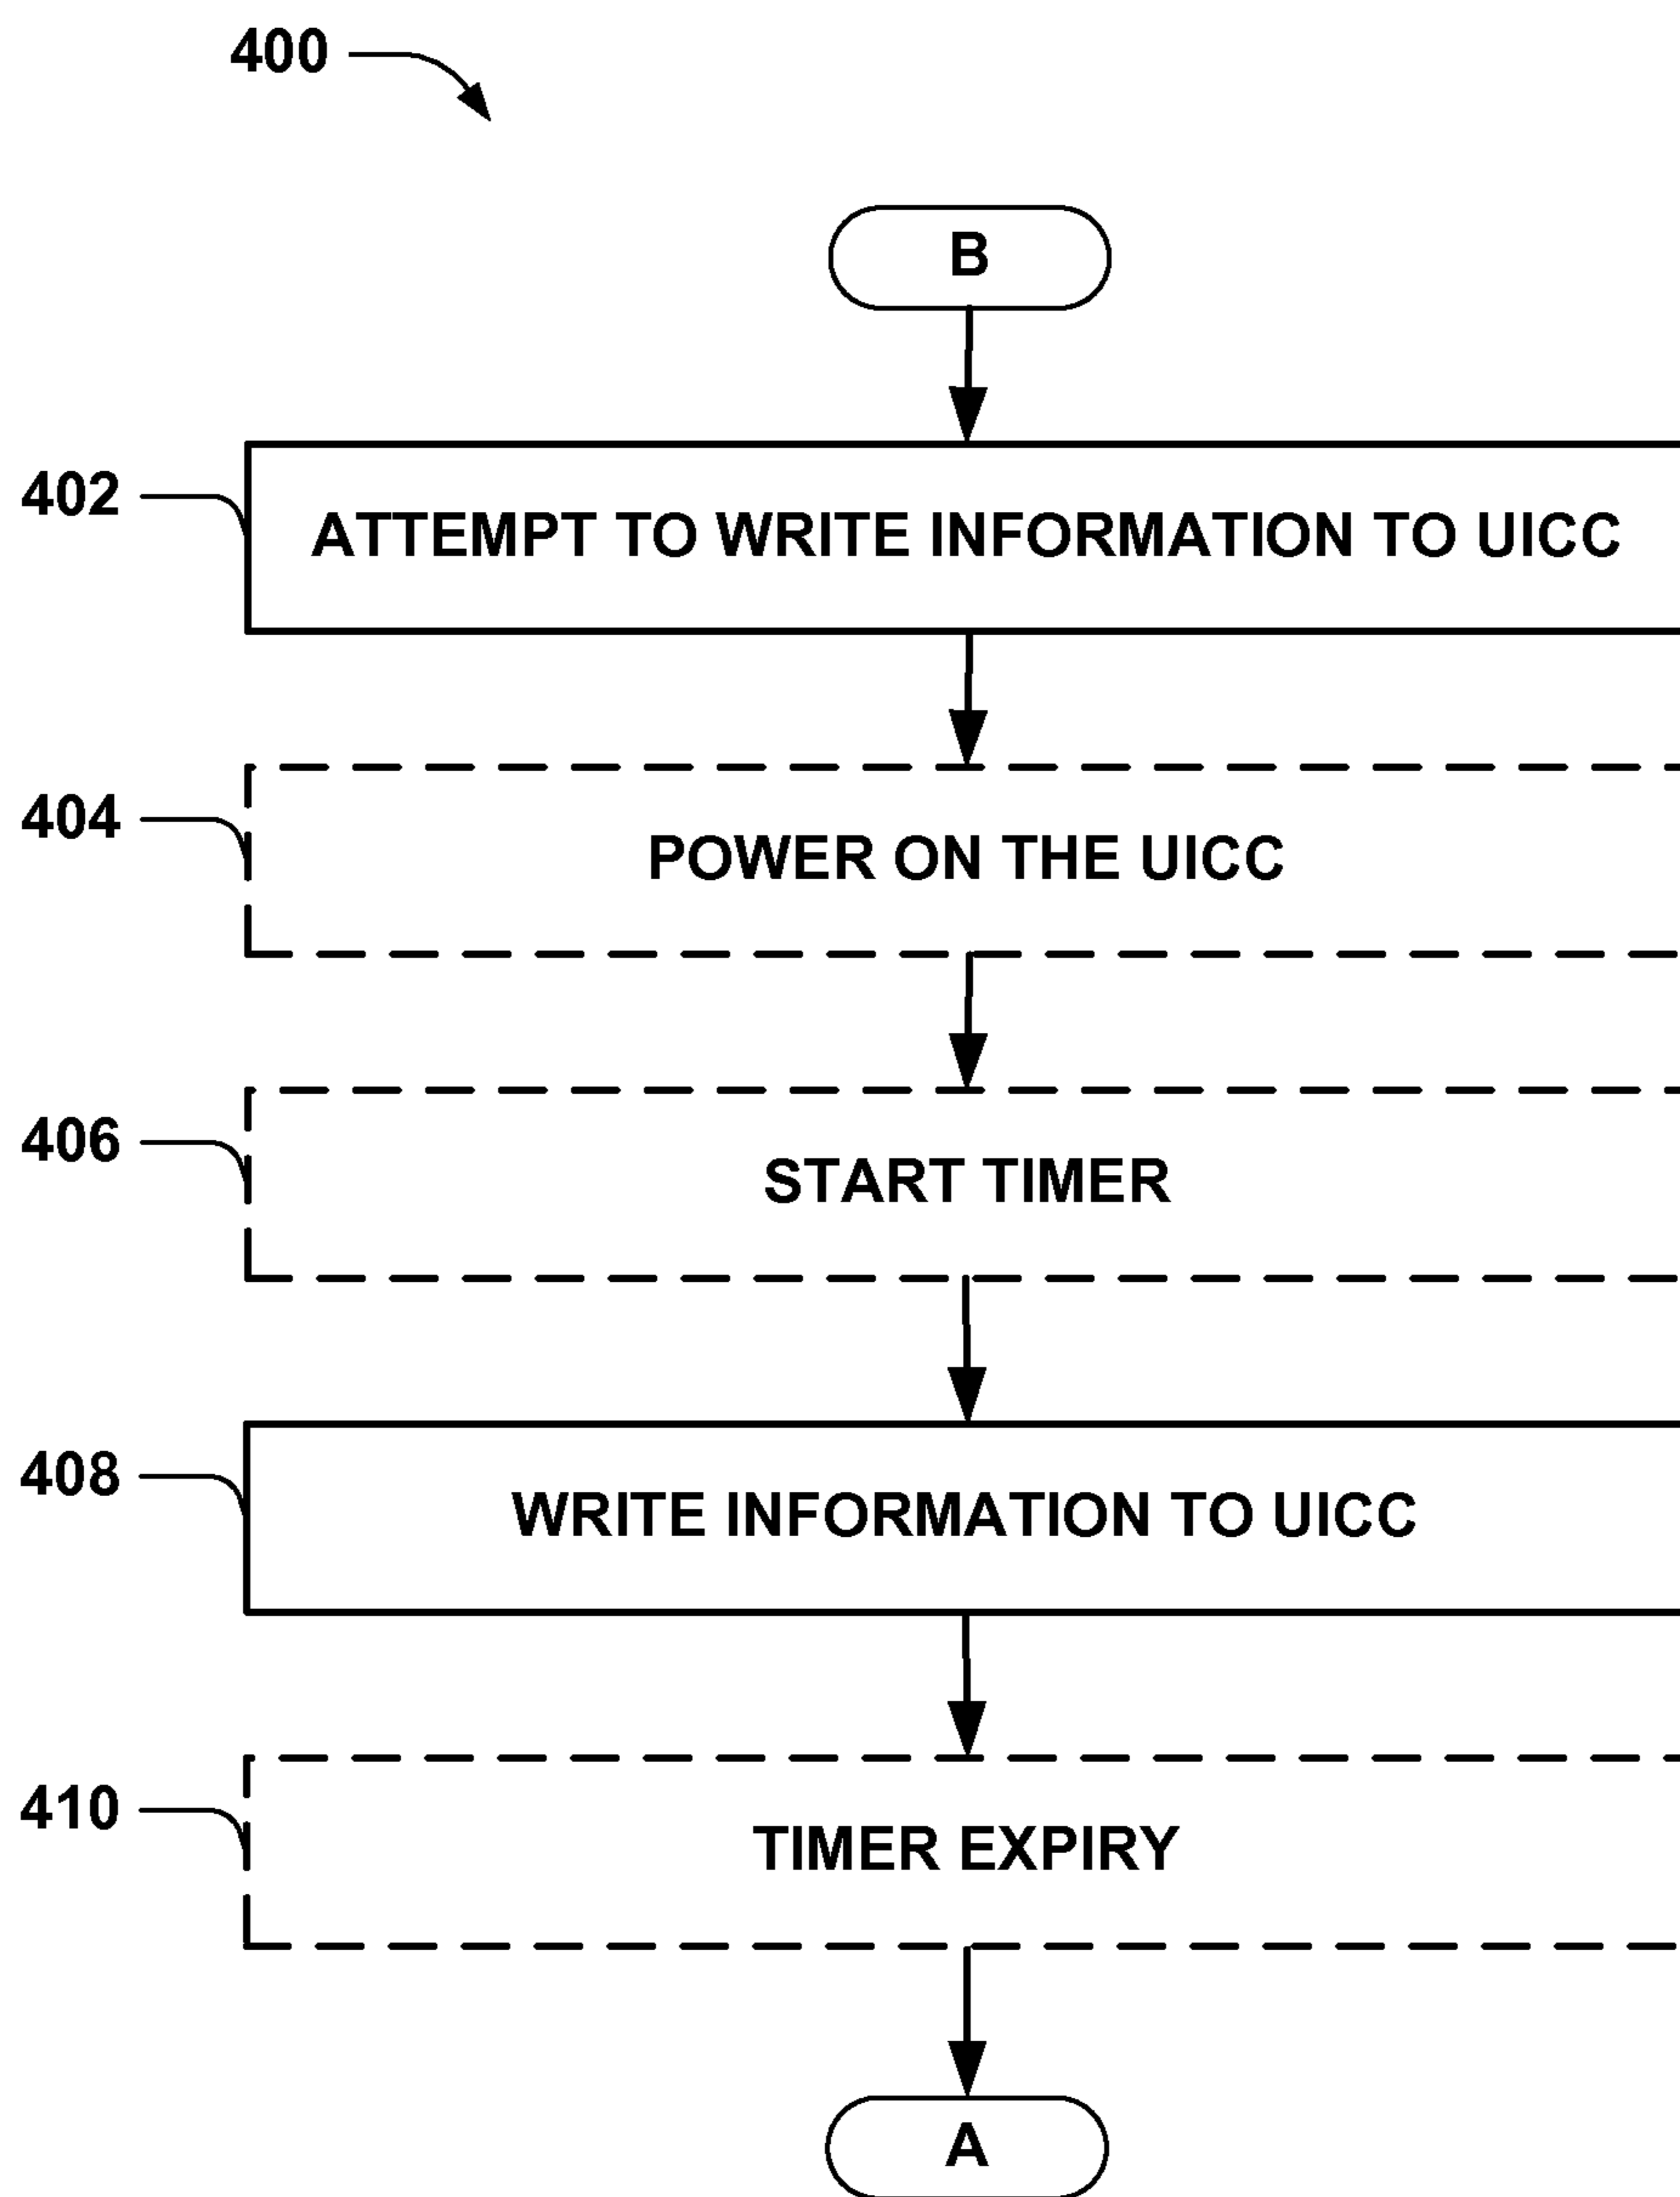 400
B
402
ATTEMPT TO WRITE INFORMATION TO UICC
404
POWER ON THE UICC
406
START TIMER
408
WRITE INFORMATION TO UICC
410
TIMER EXPIRY
A